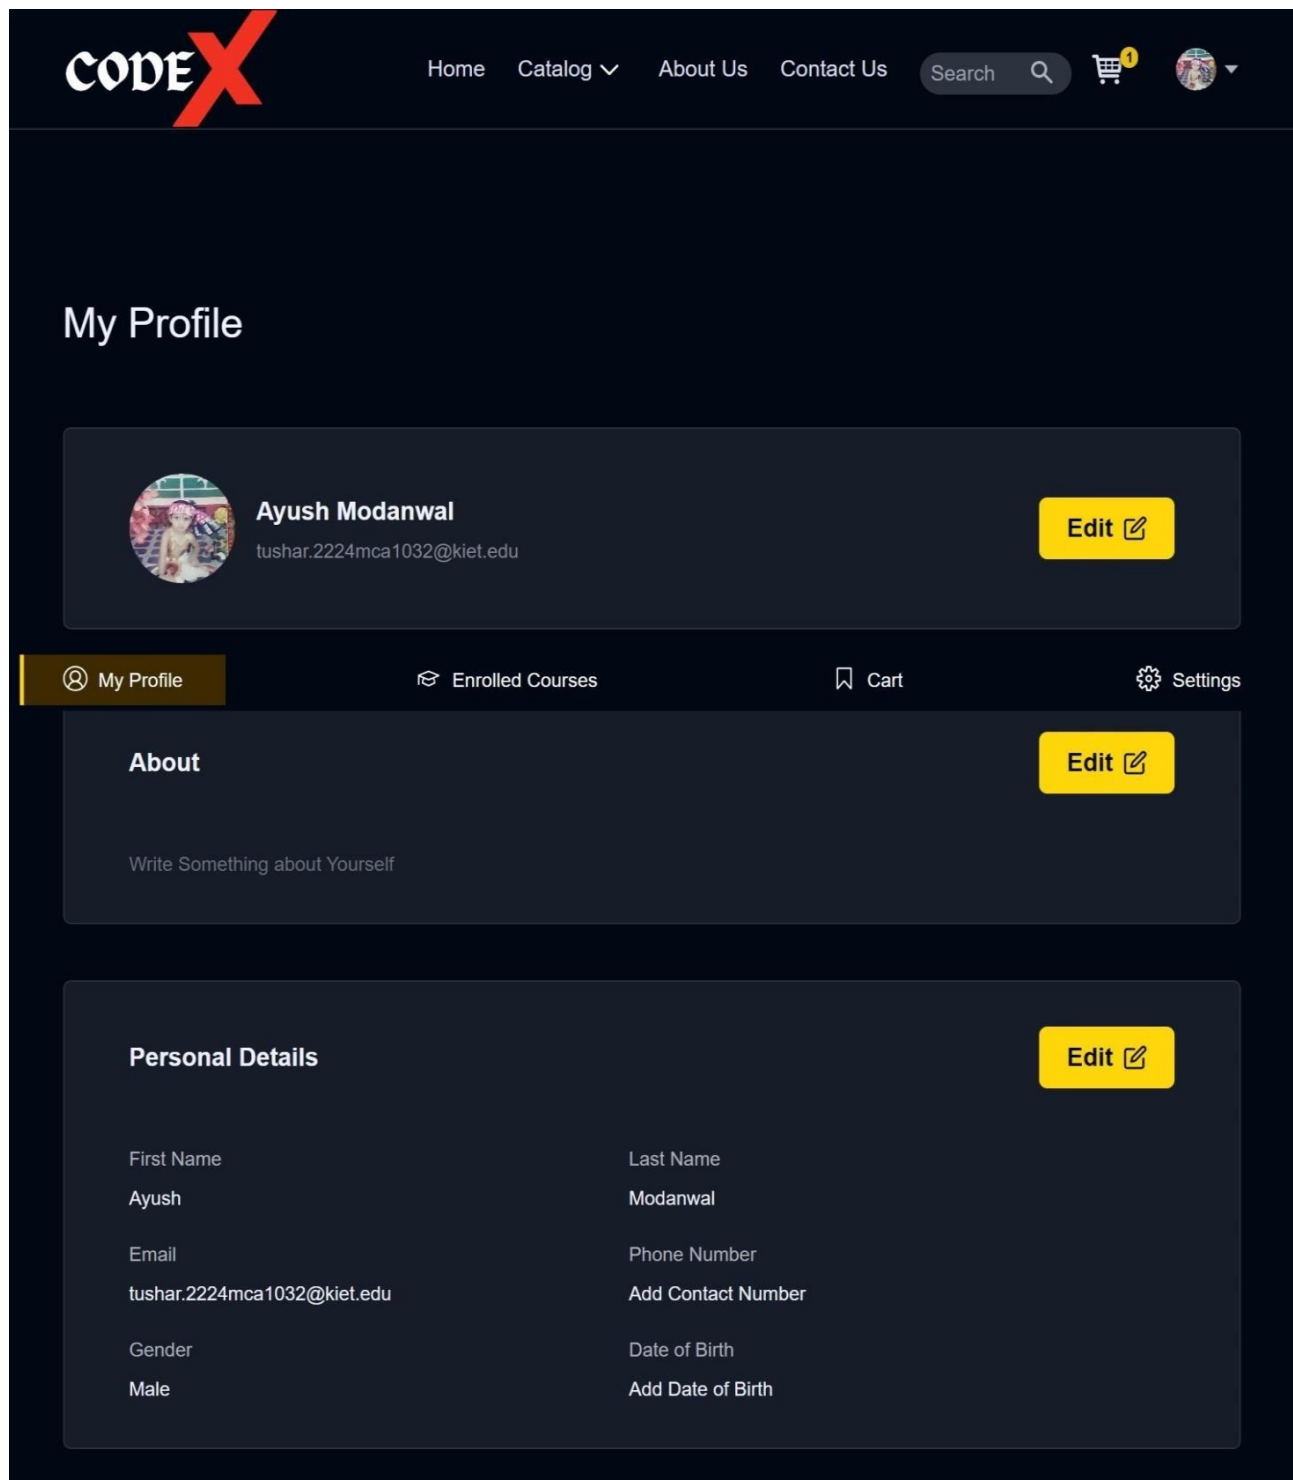 CODEX
Home Catalog About Us Contact Us Search 1
My Profile
Ayush Modanwal
tushar.2224mca1032@kiet.edu
Edit
My Profile Enrolled Courses Cart Settings
About Edit
Write Something about Yourself
Personal Details Edit
First Name Last Name
Ayush Modanwal
Email Phone Number
tushar.2224mca1032@kiet.edu Add Contact Number
Gender Date of Birth
Male Add Date of Birth